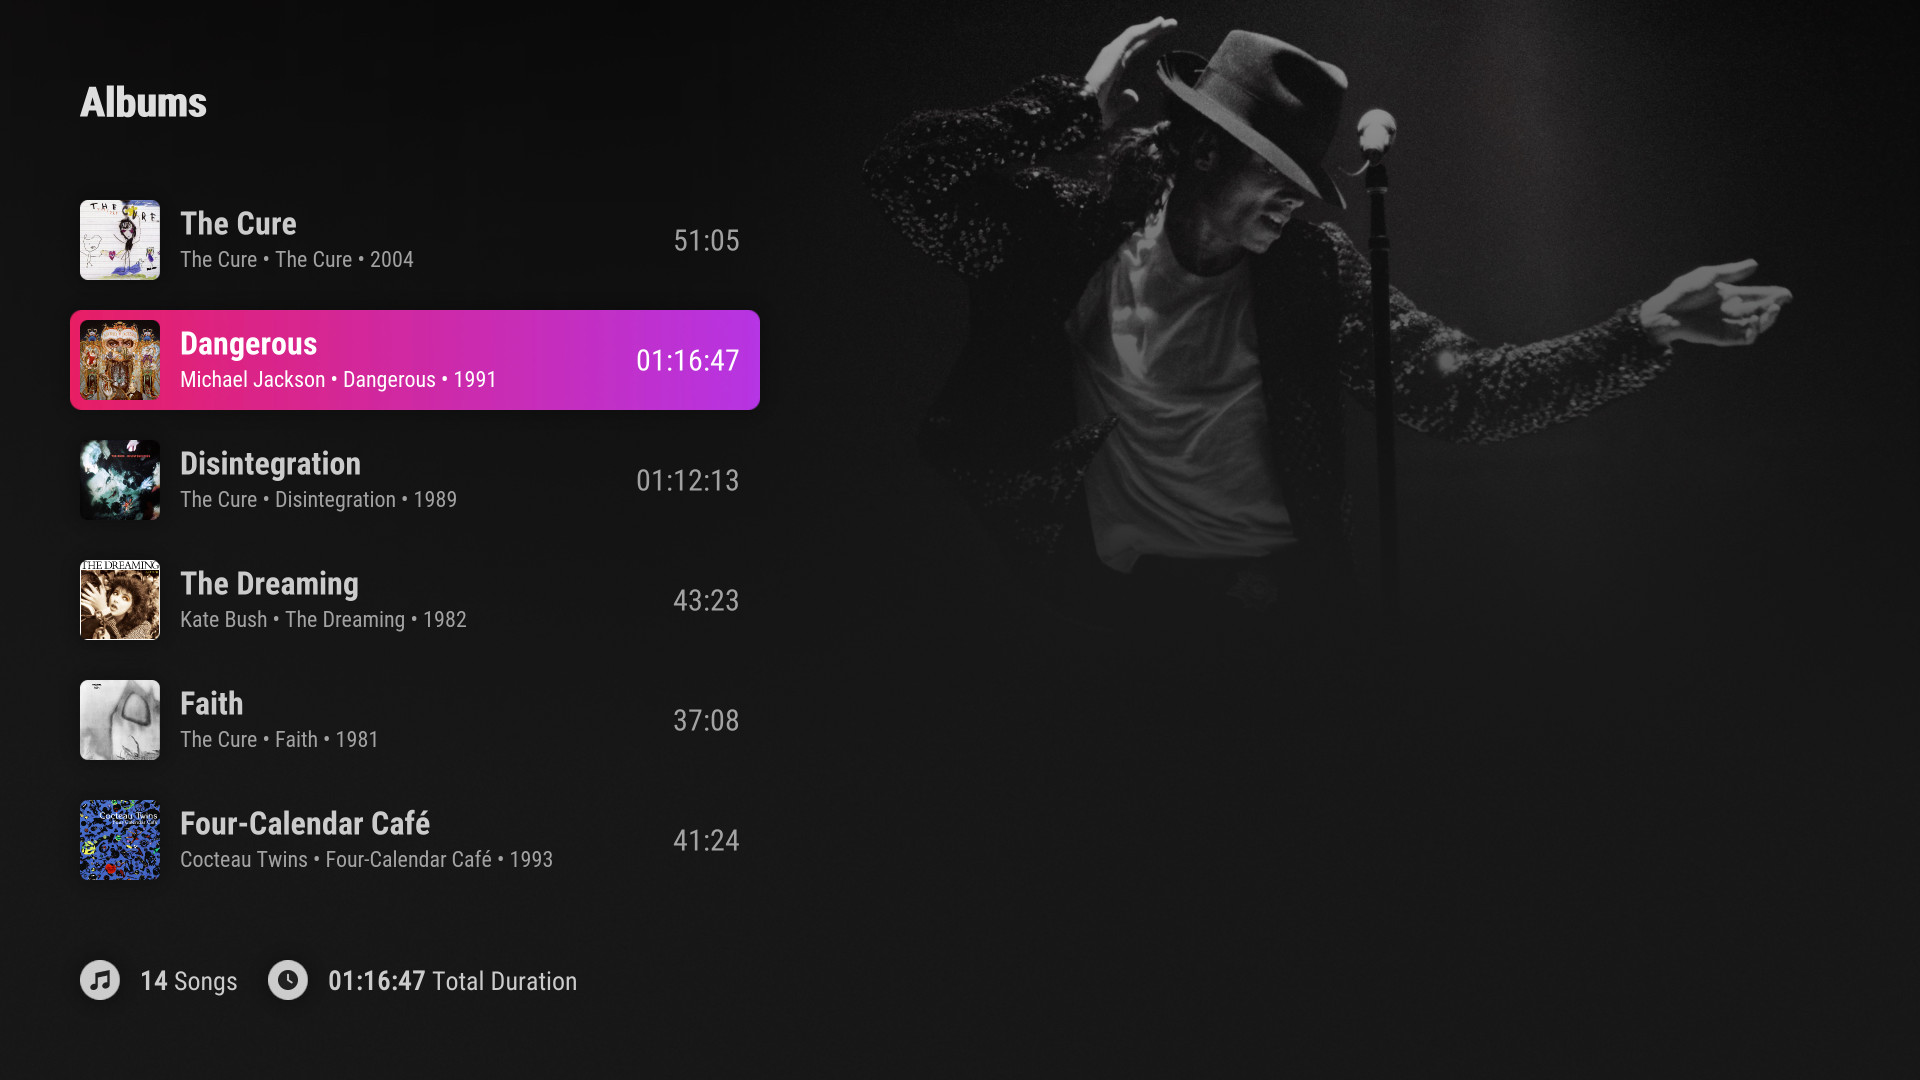 Albums
The Cure
The Cure • The Cure • 2004
51:05
Dangerous
Michael Jackson • Dangerous • 1991
01:16:47
Disintegration
The Cure • Disintegration • 1989
01:12:13
THE DREAMING
The Dreaming
Kate Bush • The Dreaming • 1982
43:23
Faith
The Cure • Faith • 1981
37:08
Cocteau Twins
Four-Calendar Café
Four-Calendar Café
Cocteau Twins • Four-Calendar Café • 1993
41:24
14 Songs
01:16:47 Total Duration